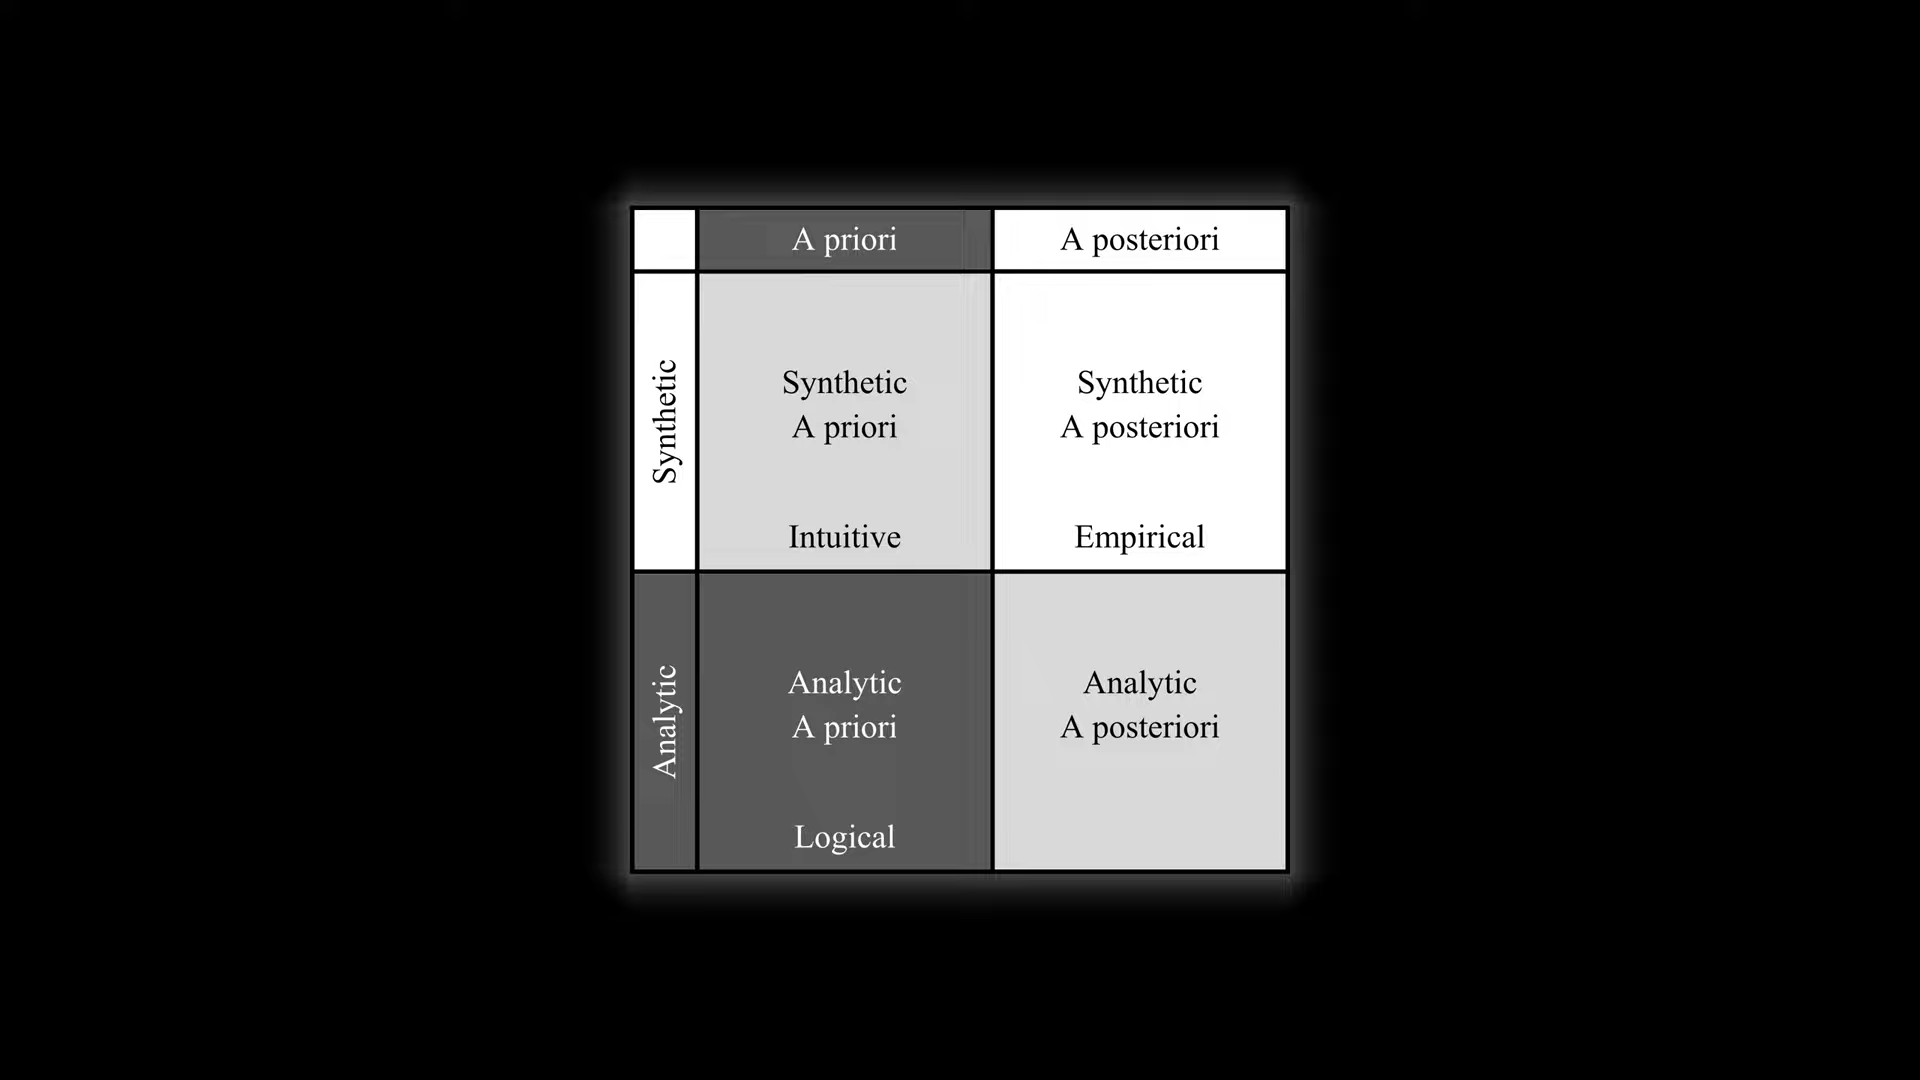 A priori
A posteriori
Synthetic
Synthetic
A priori
Intuitive
Synthetic
A posteriori
Empirical
Analytic
Analytic
A priori
Logical
Analytic
A posteriori